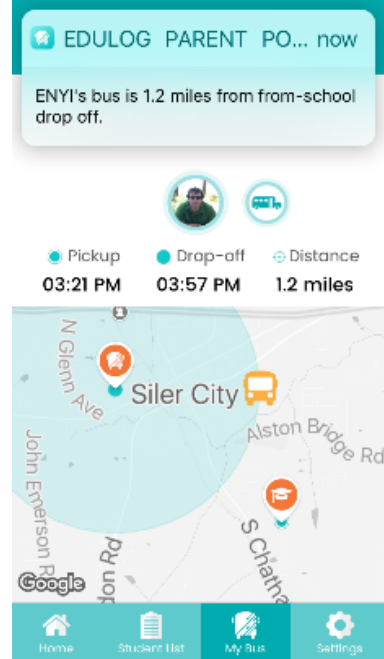 EDULOG PARENT PO... now
ENYI's bus is 1.2 miles from from-school
drop off.
Pickup
Drop-off
Distance
03:21 PM
03:57 PM
1.2 miles
N Glenn Ave
Siler City
Alston Bridge Rd
John Emerson R
don Rd
S Chatha
Google
Home
Student List
My Bus
Settings